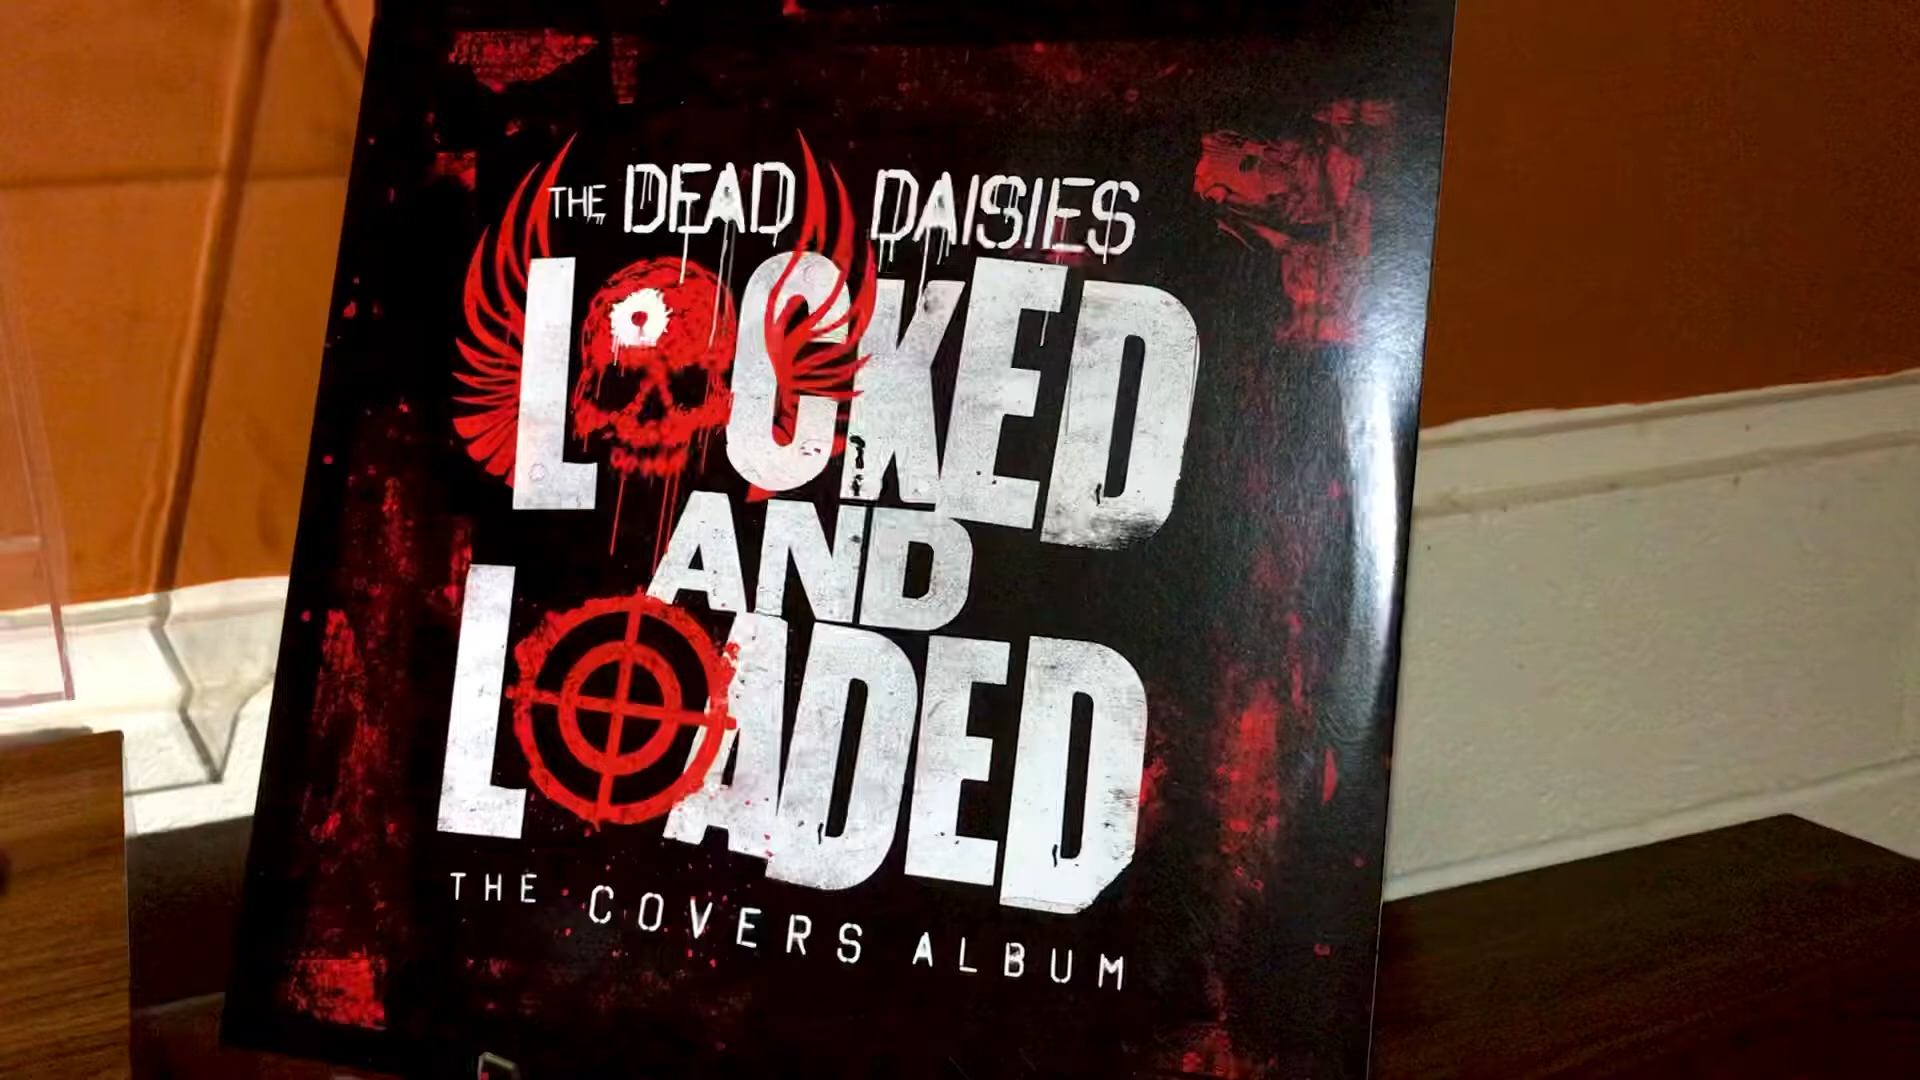 THE DEAD DAISIES
LOCKED
AND
LOADED
THE COVERS ALBUM